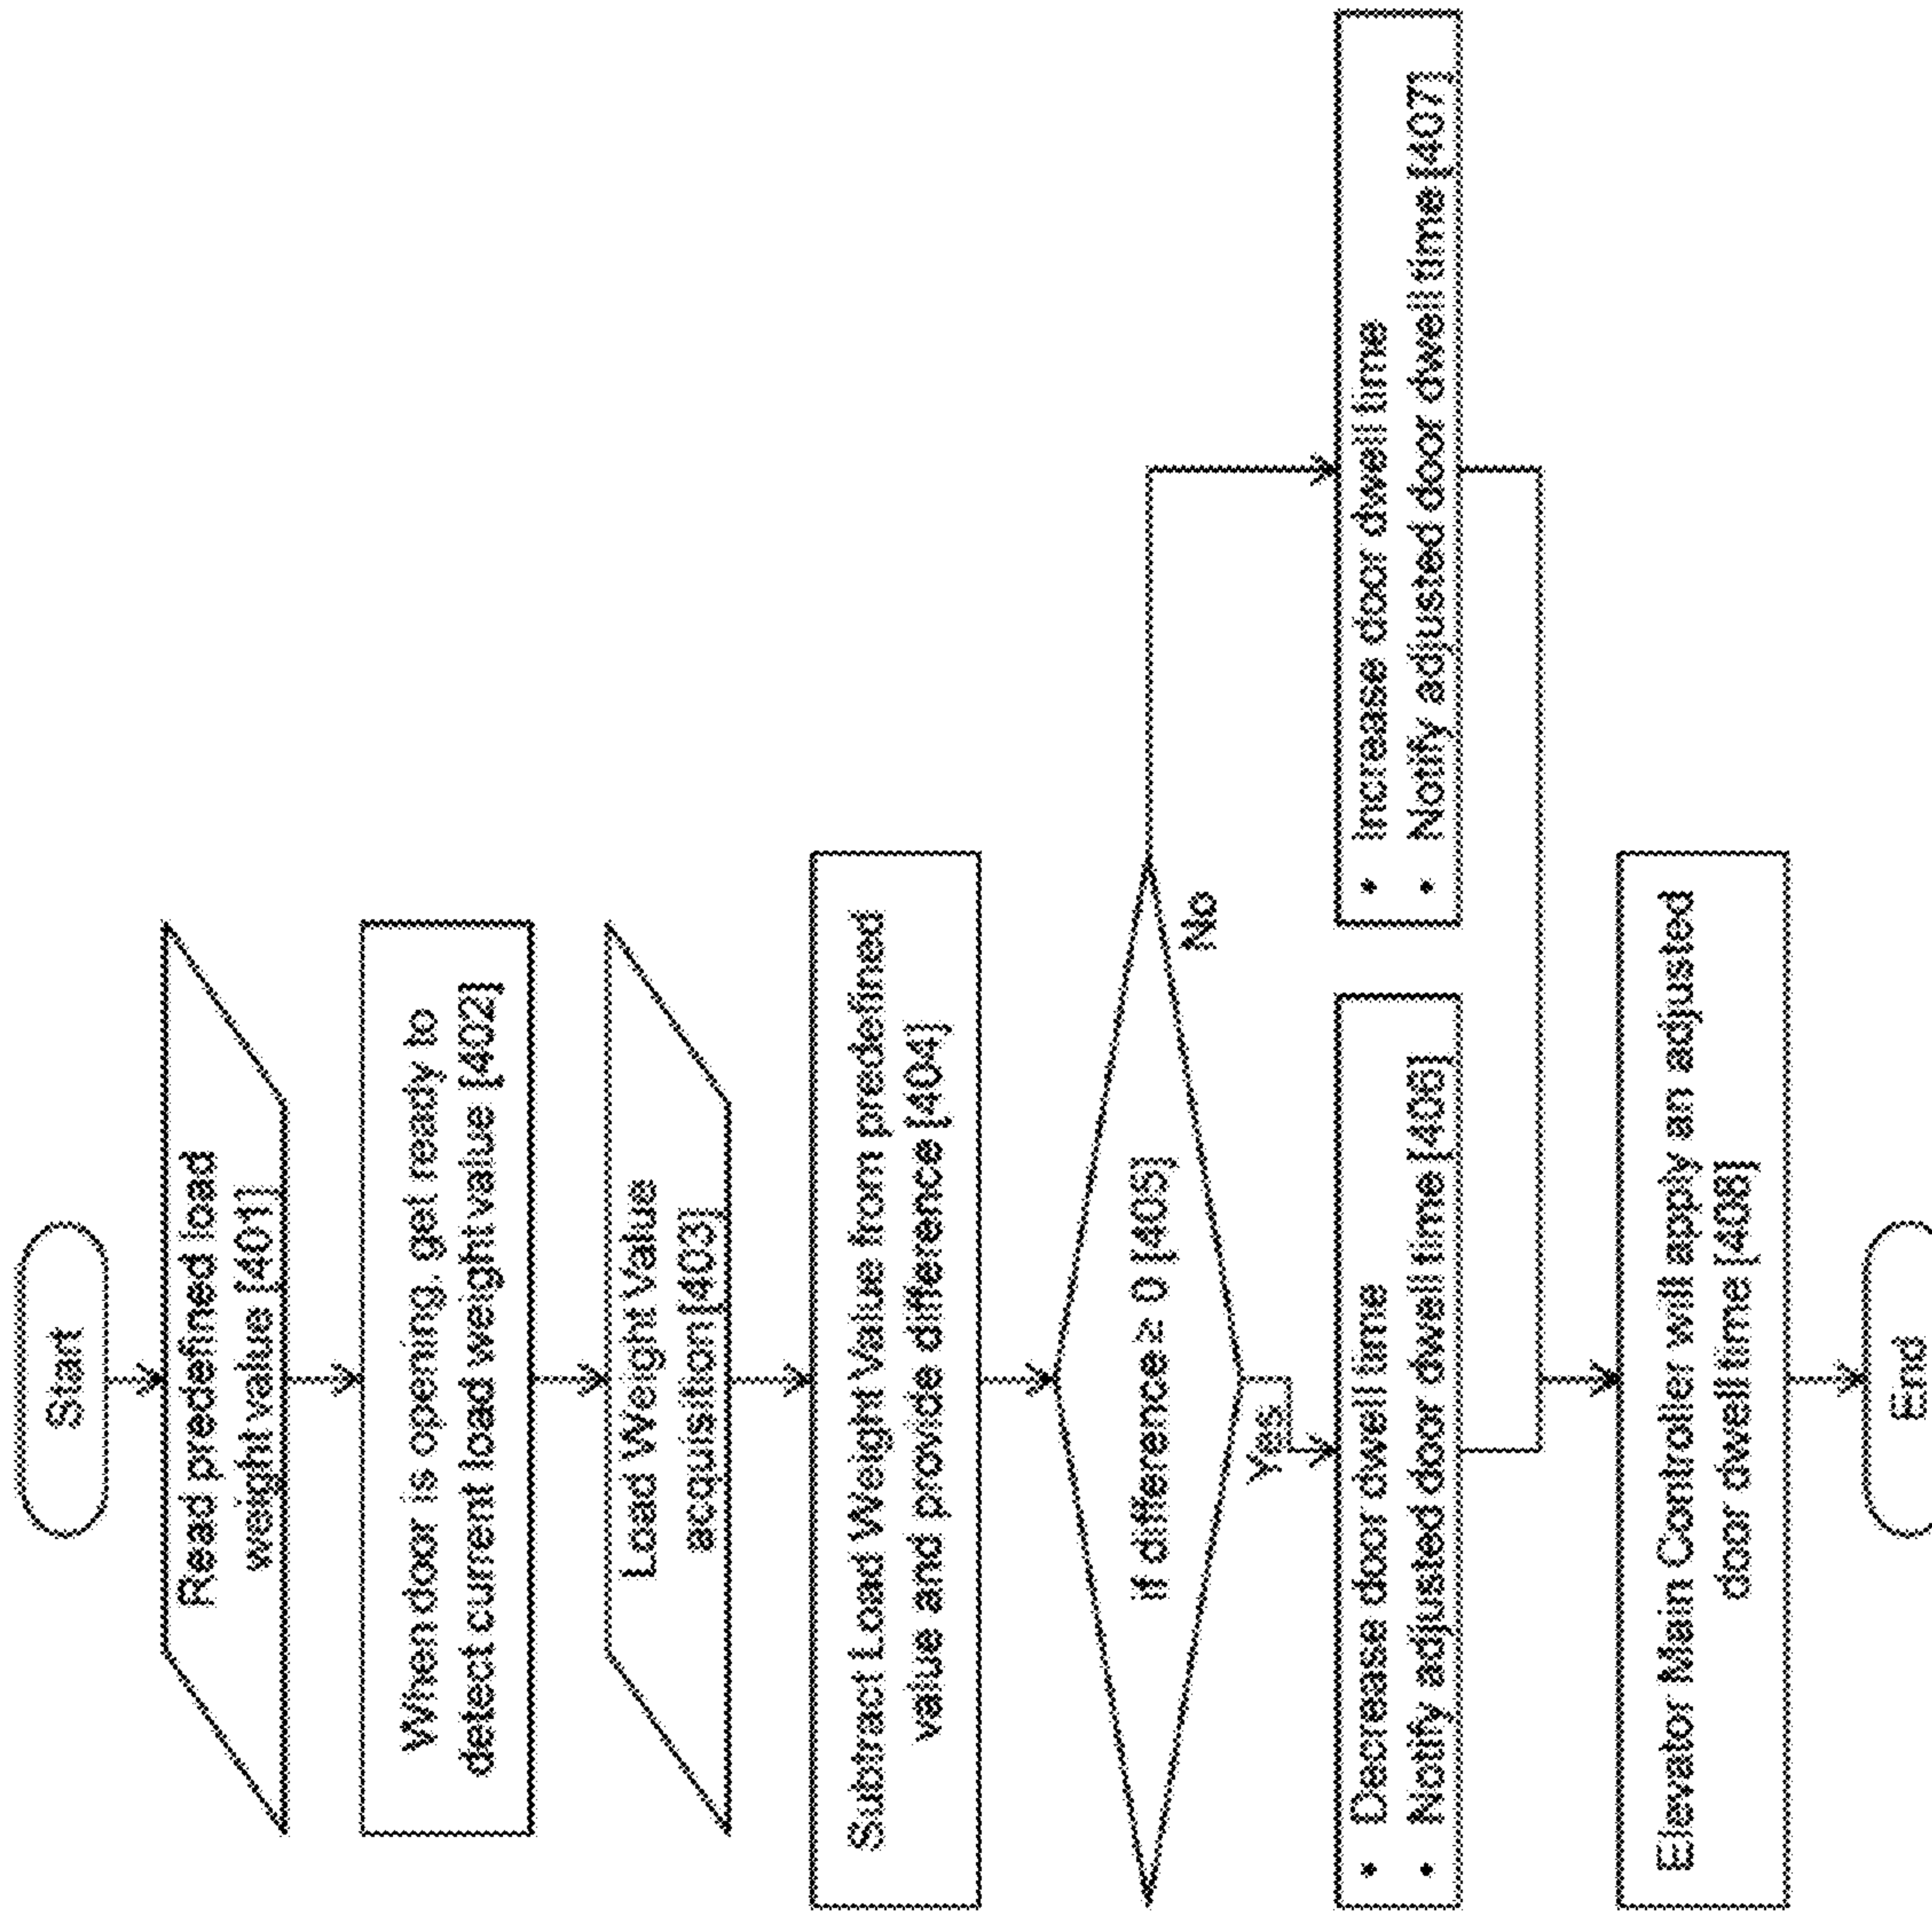 Start
Read predefined load
weight value [401]
When door is opening, get ready to
detect current load weight value [402]
Load Weight Value
acquisition [403]
Subtract Load Weight Value from predefined
value and provide difference [404]
If difference ≥ 0 [405]
Yes
No
• Decrease door dwell time
• Notify adjusted door dwell time [406]
• Increase door dwell time
• Notify adjusted door dwell time [407]
Elevator Main Controller will apply an adjusted
door dwell time [408]
End